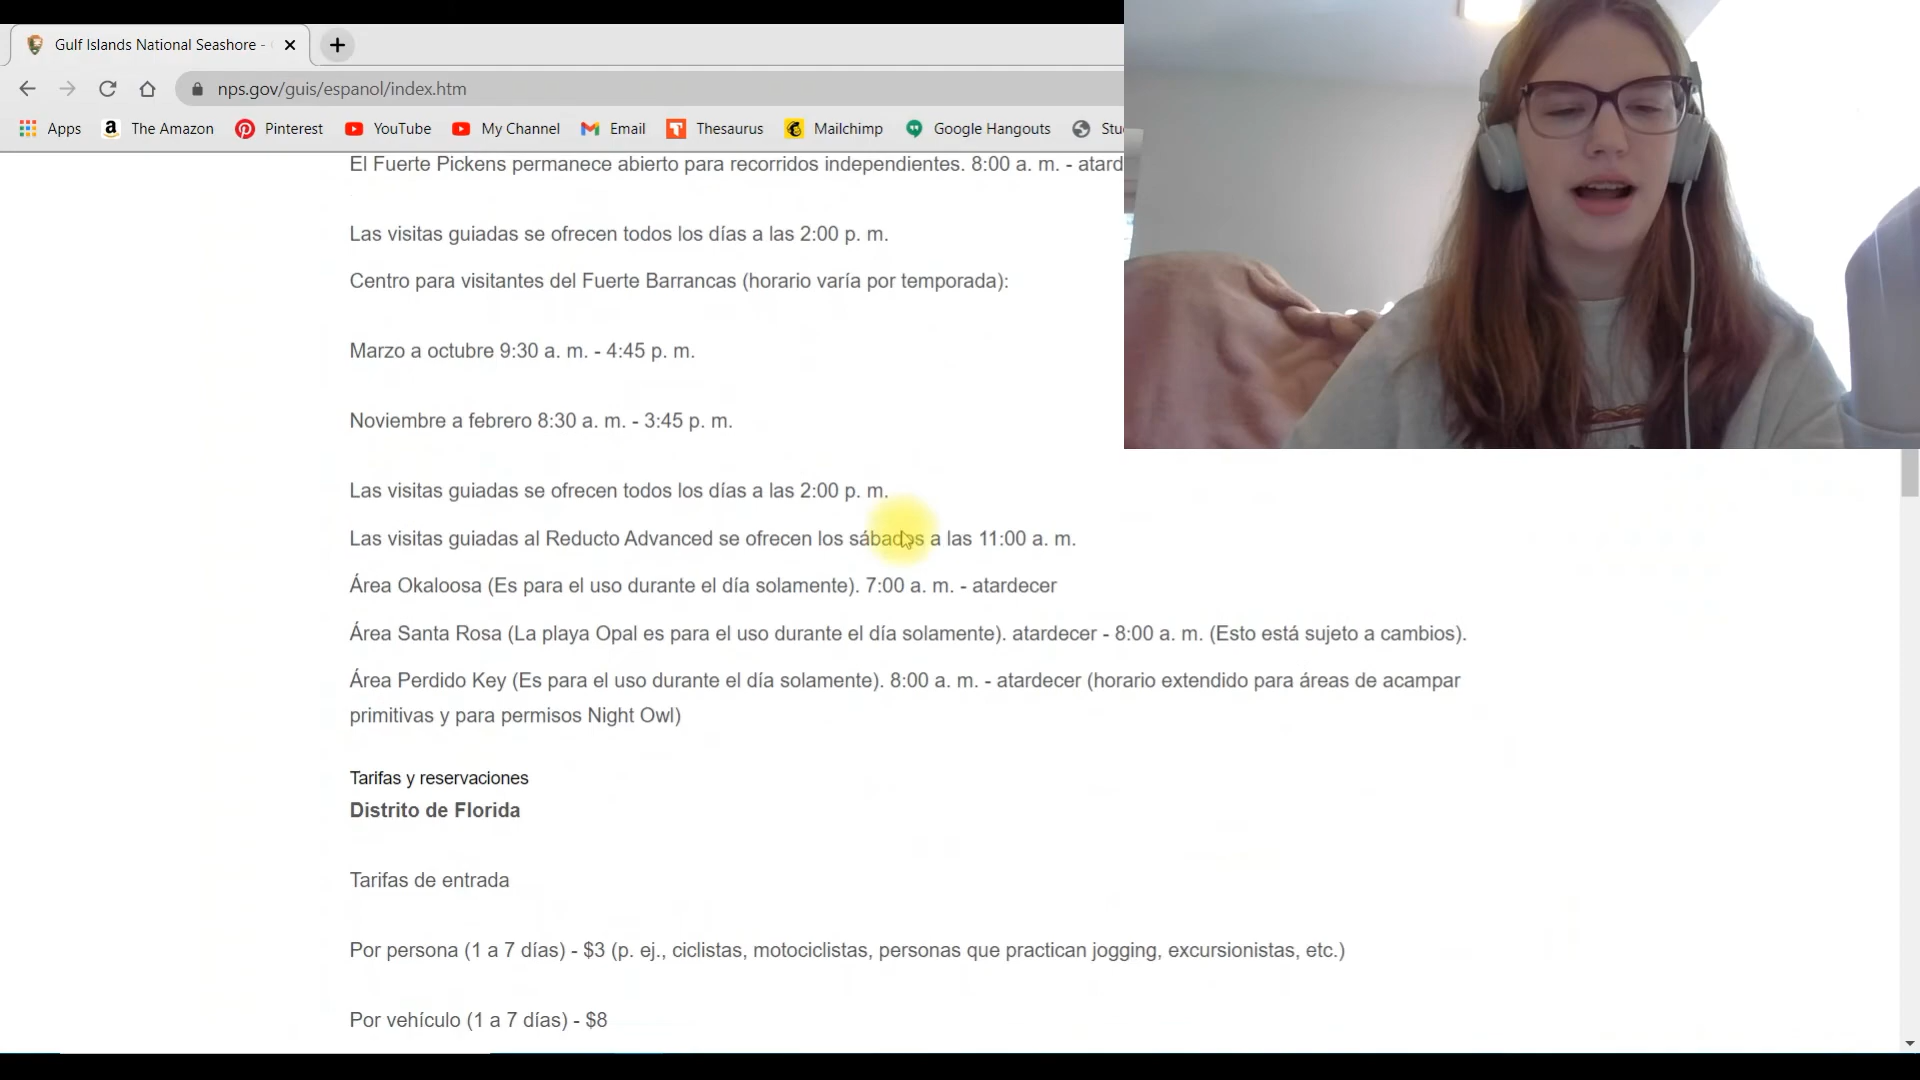 Gulf Islands National Seashore -
nps.gov/guis/espanol/index.htm
Apps The Amazon Pinterest YouTube My Channel Email Thesaurus Mailchimp Google Hangouts
El Fuerte Pickens permanece abierto para recorridos independientes. 8:00 a. m. -
Las visitas guiadas se ofrecen todos los días a las 2:00 p. m.
Centro para visitantes del Fuerte Barrancas (horario varía por temporada):
Marzo a octubre 9:30 a. m. - 4:45 p. m.
Noviembre a febrero 8:30 a. m. - 3:45 p. m.
Las visitas guiadas se ofrecen todos los días a las 2:00 p. m.
Las visitas guiadas al Reducto Advanced se ofrecen los sábados a las 11:00 a. m.
Área Okaloosa (Es para el uso durante el día solamente). 7:00 a. m. - atardecer
Área Santa Rosa (La playa Opal es para el uso durante el día solamente). atardecer - 8:00 a. m. (Esto está sujeto a cambios).
Área Perdido Key (Es para el uso durante el día solamente). 8:00 a. m. - atardecer (horario extendido para áreas de acampar
primitivas y para permisos Night Owl)
Tarifas y reservaciones
Distrito de Florida
Tarifas de entrada
Por persona (1 a 7 días) - $3 (p. ej., ciclistas, motociclistas, personas que practican jogging, excursionistas, etc.)
Por vehículo (1 a 7 días) - $8